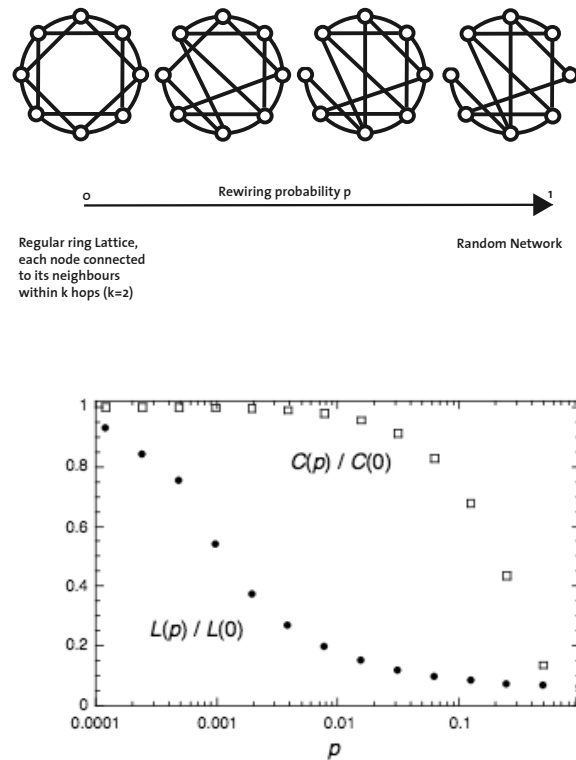 0 1
Rewiring probability p
Regular ring Lattice,
each node connected
to its neighbours
within k hops (k=2)
Random Network
1
0.8
0.6
0.4
0.2
0
C(p) / C(0)
L(p) / L(0)
0.0001 0.001 0.01 0.1
p